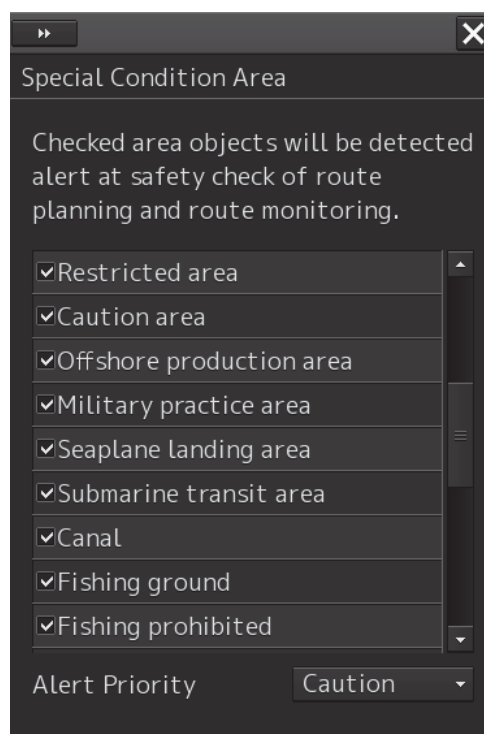 Special Condition Area
Checked area objects will be detected
alert at safety check of route
planning and route monitoring.
Restricted area
Caution area
Offshore production area
Military practice area
Seaplane landing area
Submarine transit area
Canal
Fishing ground
Fishing prohibited
Alert Priority Caution